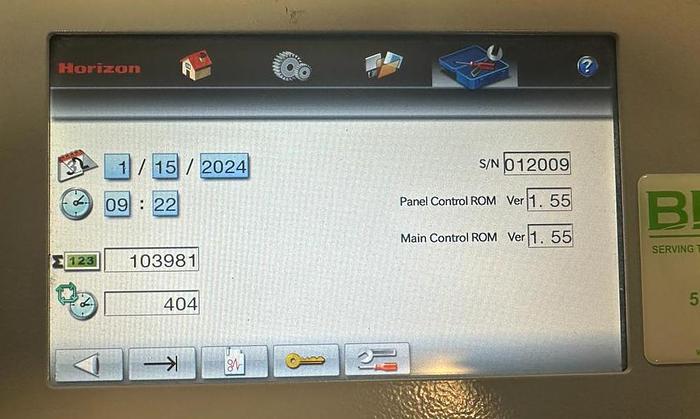 Horizon
?
1 / 15 / 2024
S/N 012009
09 : 22
Panel Control ROM Ver 1. 55
Main Control ROM Ver 1. 55
Σ 123 103981
404
SERVING
5